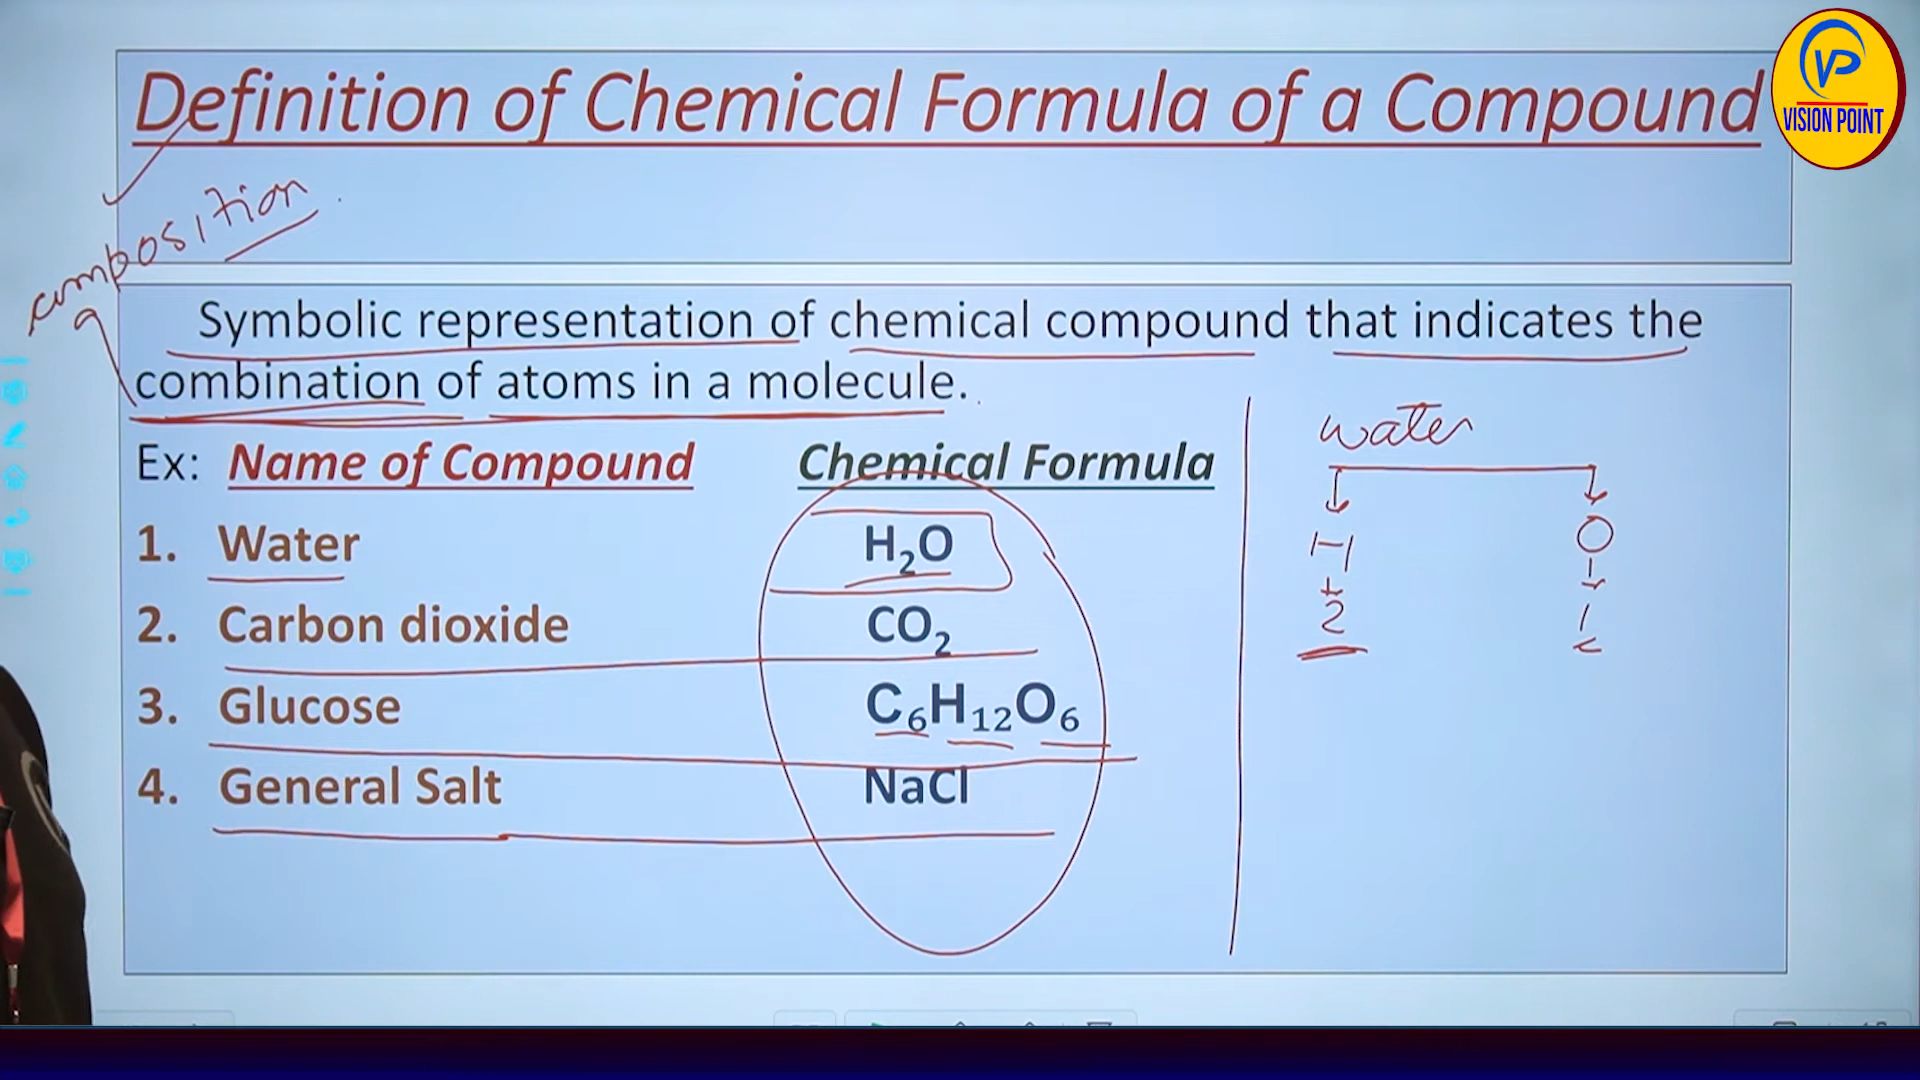 Definition of Chemical Formula of a Compound
VP
VISION POINT
composition
Symbolic representation of chemical compound that indicates the
combination of atoms in a molecule.
Ex: Name of Compound Chemical Formula
1. Water H₂O
2. Carbon dioxide CO₂
3. Glucose C₆H₁₂O₆
4. General Salt NaCl
water
H O
2